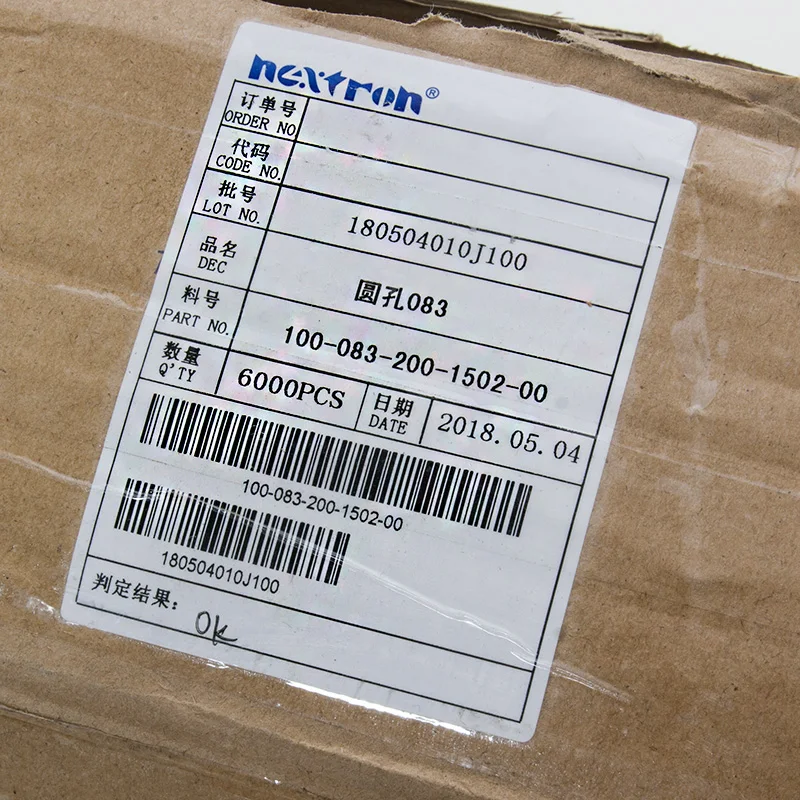 nextron®
订单号
ORDER NO.
代码
CODE NO.
批号
LOT NO.
180504010J100
品名
DEC
圆孔083
料号
PART NO.
100-083-200-1502-00
数量
Q'TY
6000PCS
日期
DATE
2018.05.04
100-083-200-1502-00
180504010J100
判定结果:
OK